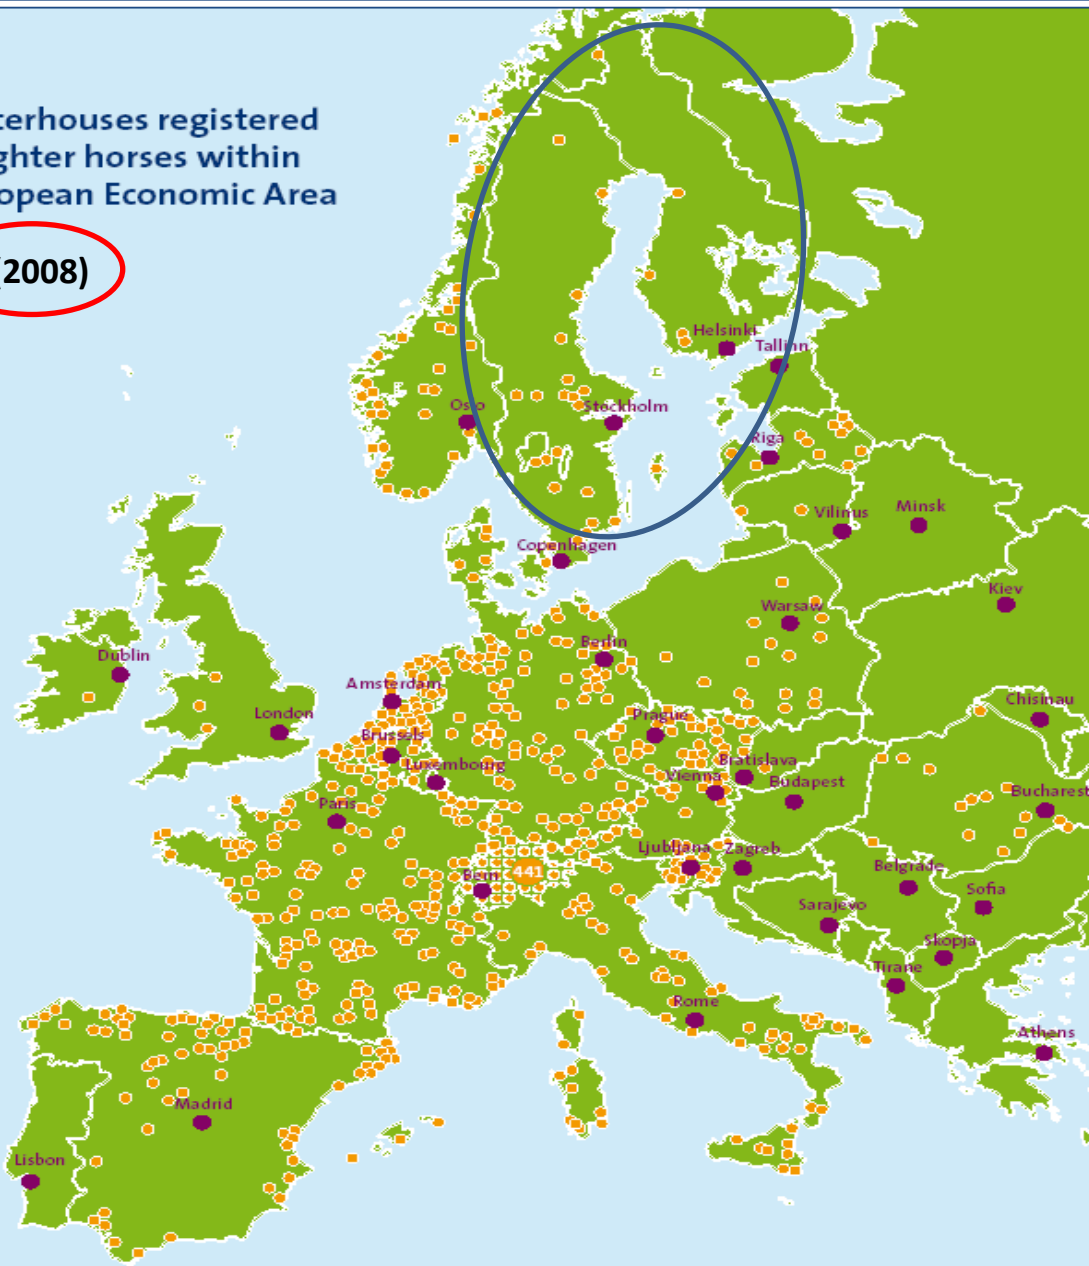 terhouses registered
ghter horses within
opean Economic Area
(2008)
Helsinki
Tallinn
Oslo
Stockholm
Riga
Vilinus
Minsk
Copenhagen
Kiev
Warsaw
Berlin
Dublin
Amsterdam
London
Chisinau
Prague
Brussels
Luxembourg
Bratislava
Vienna
Budapest
Bucharest
Paris
Ljubljana
Zagreb
Belgrade
Bern
441
Sofia
Sarajevo
Skopja
Tirane
Rome
Athens
Madrid
Lisbon